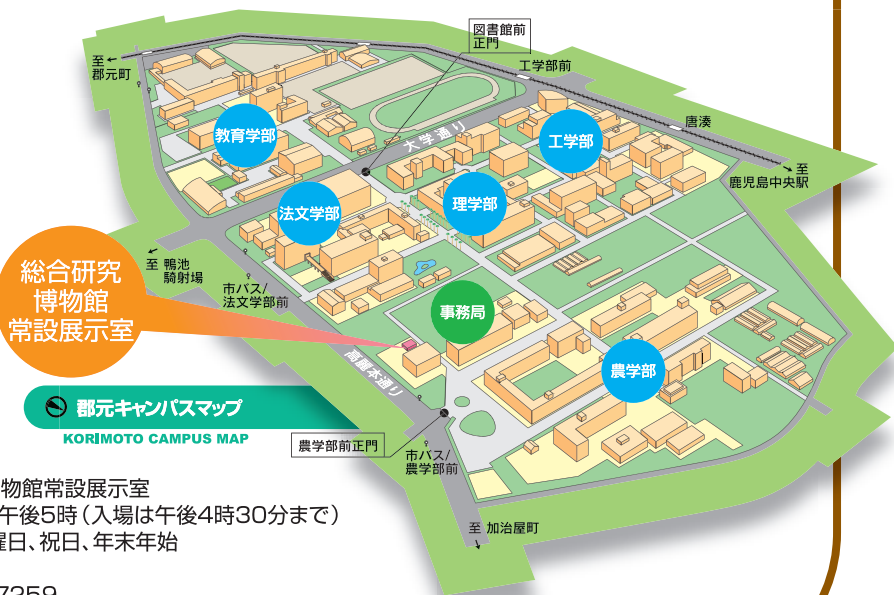 図書館前
正門
至
郡元町
工学部前
唐湊
至
鹿児島中央駅
教育学部
大学通り
工学部
法文学部
理学部
至 鴨池
騎射場
市バス/
法文学部前
総合研究
博物館
常設展示室
事務局
高麗本通り
農学部
郡元キャンパスマップ
KORIMOTO CAMPUS MAP
農学部前正門
市バス/
農学部前
至 加治屋町
物館常設展示室
午後5時(入場は午後4時30分まで)
曜日、祝日、年末年始
7259